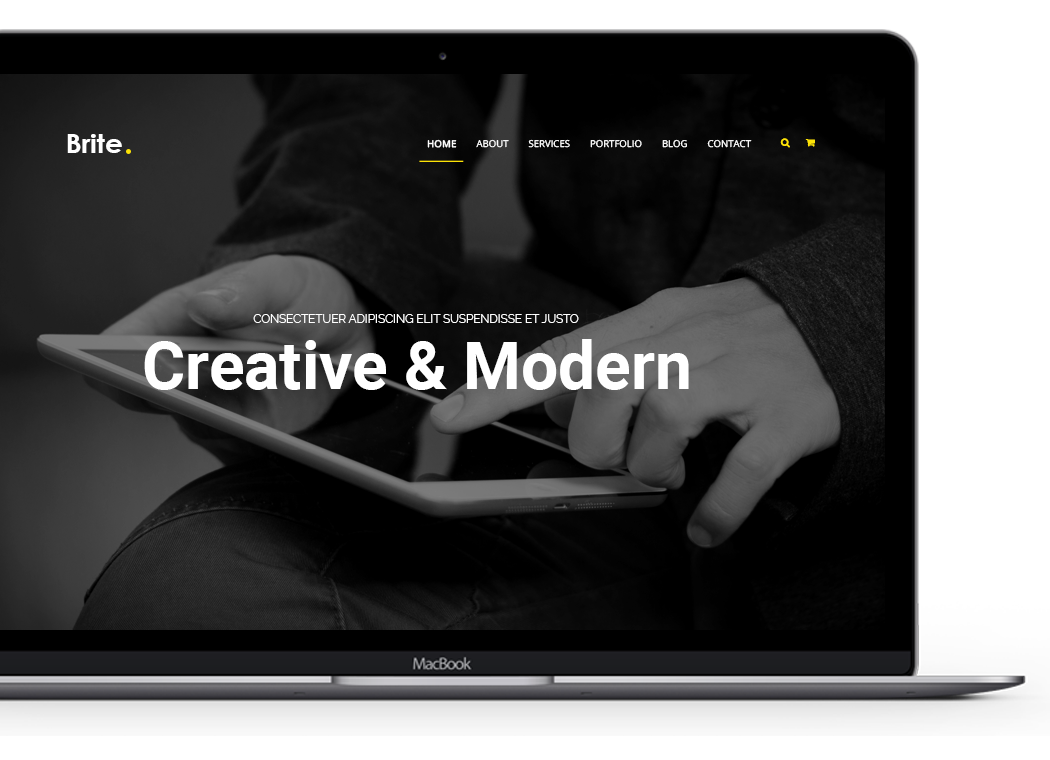 Brite.
HOME ABOUT SERVICES PORTFOLIO BLOG CONTACT
CONSECTETUER ADIPISCING ELIT SUSPENDISSE ET JUSTO
Creative & Modern
MacBook